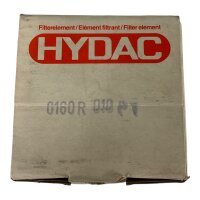 Filterelement / Elément filtrant / Filter element
HYDAC
0160 R 010